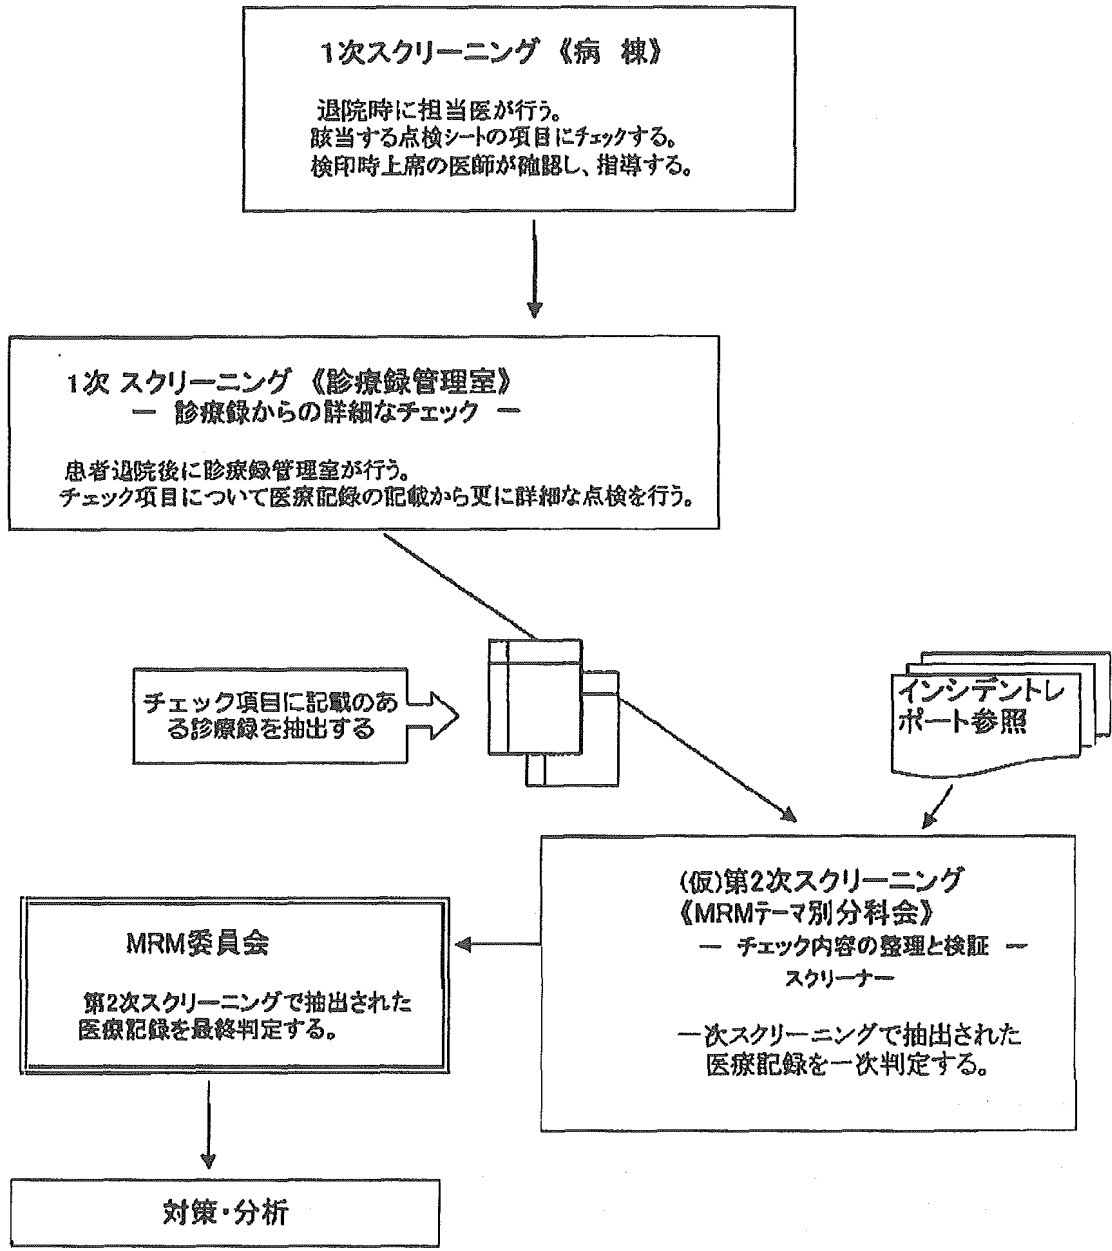 1次スクリーニング 《病 棟》
退院時に担当医が行う。
該当する点検シートの項目にチェックする。
検印時上席の医師が確認し、指導する。
1次 スクリーニング 《診療録管理室》
― 診療録からの詳細なチェック ―
患者退院後に診療録管理室が行う。
チェック項目について医療記録の記載から更に詳細な点検を行う。
チェック項目に記載のあ
る診療録を抽出する
インシデントレ
ポート参照
(仮)第2次スクリーニング
《MRMテーマ別分科会》
― チェック内容の整理と検証 ―
スクリーナー
一次スクリーニングで抽出された
医療記録を一次判定する。
MRM委員会
第2次スクリーニングで抽出された
医療記録を最終判定する。
対策・分析